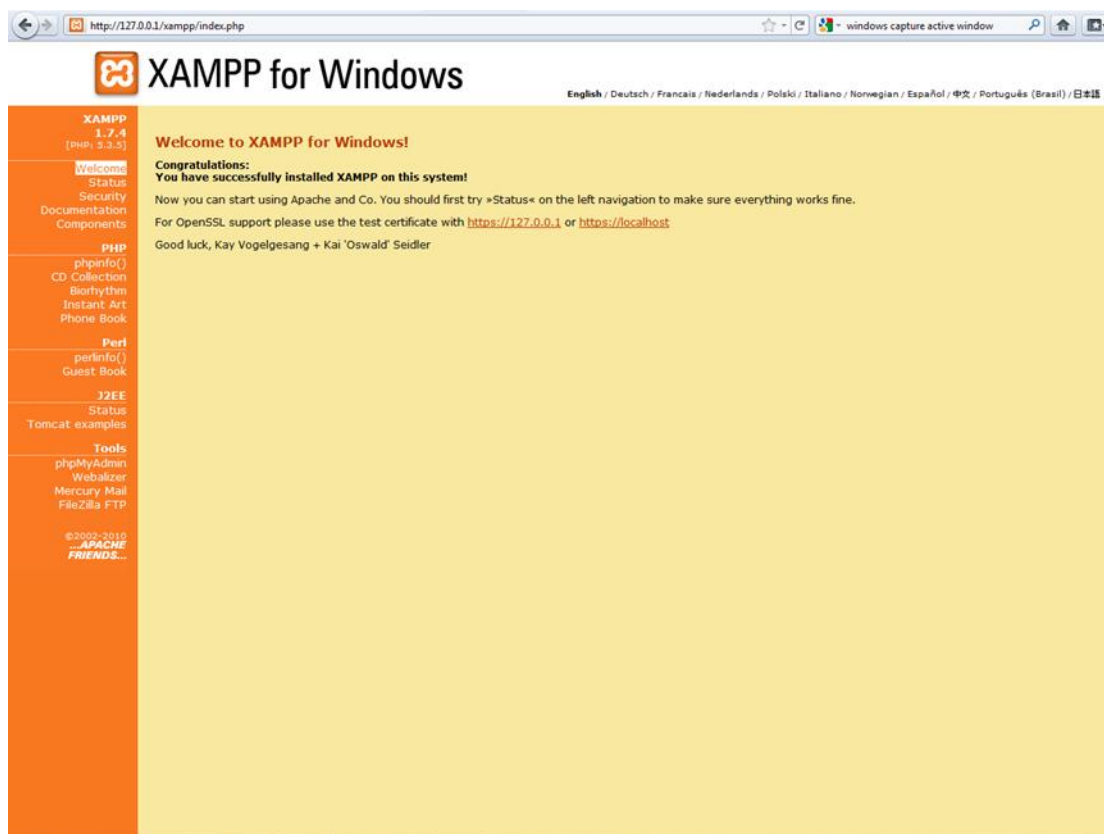 http://127.0.0.1/xampp/index.php
windows capture active window
XAMPP for Windows
English / Deutsch / Francais / Nederlands / Polski / Italiano / Norwegian / Español / 中文 / Português (Brasil) / 日本語
XAMPP
1.7.4
[PHP: 5.3.5]
Welcome
Status
Security
Documentation
Components
PHP
phpinfo()
CD Collection
Biorhythm
Instant Art
Phone Book
Perl
perlinfo()
Guest Book
J2EE
Status
Tomcat examples
Tools
phpMyAdmin
Webalizer
Mercury Mail
FileZilla FTP
©2002-2010
...APACHE
FRIENDS...
Welcome to XAMPP for Windows!
Congratulations:
You have successfully installed XAMPP on this system!
Now you can start using Apache and Co. You should first try »Status« on the left navigation to make sure everything works fine.
For OpenSSL support please use the test certificate with https://127.0.0.1 or https://localhost
Good luck, Kay Vogelgesang + Kai 'Oswald' Seidler